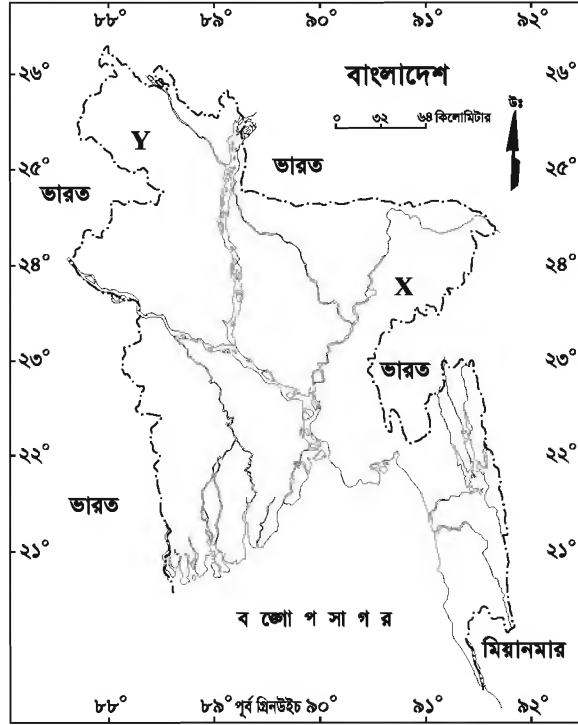 ৮৮° ৮৯° ৯০° ৯১° ৯২°
২৬° বাংলাদেশ ২৬°
উঃ
০ ৩২ ৬৪ কিলোমিটার
Y
২৫° ভারত ২৫°
ভারত
২৪° X ২৪°
২৩° ভারত ২৩°
২২° ২২°
ভারত
২১° ২১°
ব ঙ্গো প সা গ র
মিয়ানমার
পূর্ব গ্রিনউইচ
৮৮° ৮৯° ৯০° ৯১° ৯২°